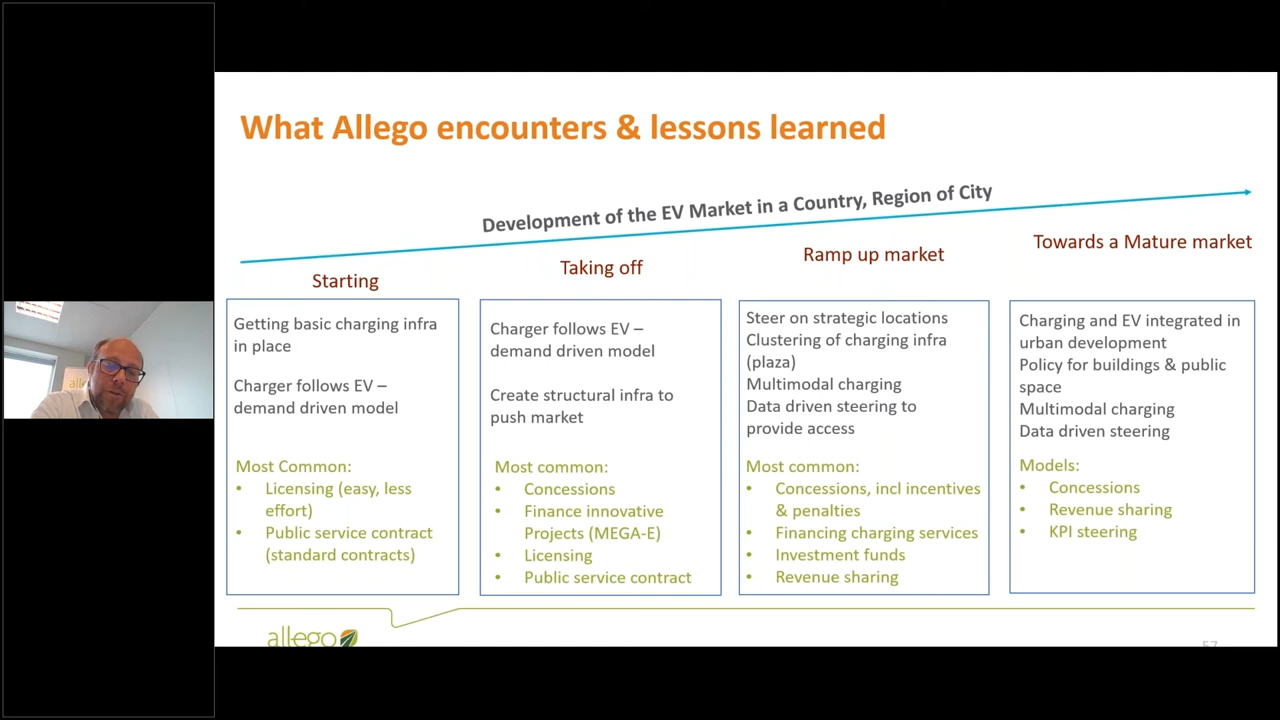 What Allego encounters & lessons learned
Development of the EV Market in a Country, Region of City
Starting
Taking off
Ramp up market
Towards a Mature market
Getting basic charging infra
in place
Charger follows EV –
demand driven model
Most Common:
• Licensing (easy, less
effort)
• Public service contract
(standard contracts)
Charger follows EV –
demand driven model
Create structural infra to
push market
Most common:
• Concessions
• Finance innovative
Projects (MEGA-E)
• Licensing
• Public service contract
Steer on strategic locations
Clustering of charging infra
(plaza)
Multimodal charging
Data driven steering to
provide access
Most common:
• Concessions, incl incentives
& penalties
• Financing charging services
• Investment funds
• Revenue sharing
Charging and EV integrated in
urban development
Policy for buildings & public
space
Multimodal charging
Data driven steering
Models:
• Concessions
• Revenue sharing
• KPI steering
allego
57